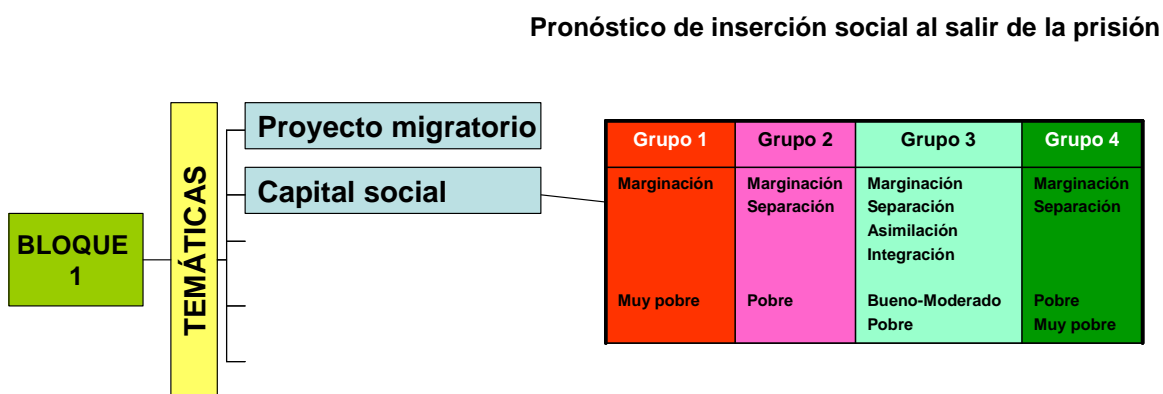 Pronóstico de inserción social al salir de la prisión
BLOQUE
1
TEMÁTICAS
Proyecto migratorio
Capital social
Grupo 1 Grupo 2 Grupo 3 Grupo 4
Marginación Marginación Marginación Marginación
Separación Separación Separación
Asimilación
Integración
Muy pobre Pobre Bueno-Moderado Pobre
Pobre Muy pobre